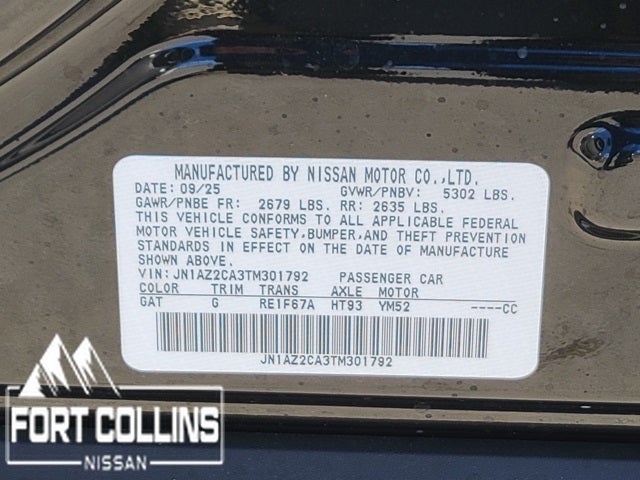 MANUFACTURED BY NISSAN MOTOR CO.,LTD.
DATE: 09/25 GVWR/PNBV: 5302 LBS.
GAWR/PNBE FR: 2679 LBS. RR: 2635 LBS.
THIS VEHICLE CONFORMS TO ALL APPLICABLE FEDERAL
MOTOR VEHICLE SAFETY,BUMPER,AND THEFT PREVENTION
STANDARDS IN EFFECT ON THE DATE OF MANUFACTURE
SHOWN ABOVE.
VIN: JN1AZ2CA3TM301792 PASSENGER CAR
COLOR TRIM TRANS AXLE MOTOR
GAT G RE1F67A HT93 YM52 ----CC
JN1AZ2CA3TM301792
FORT COLLINS
NISSAN